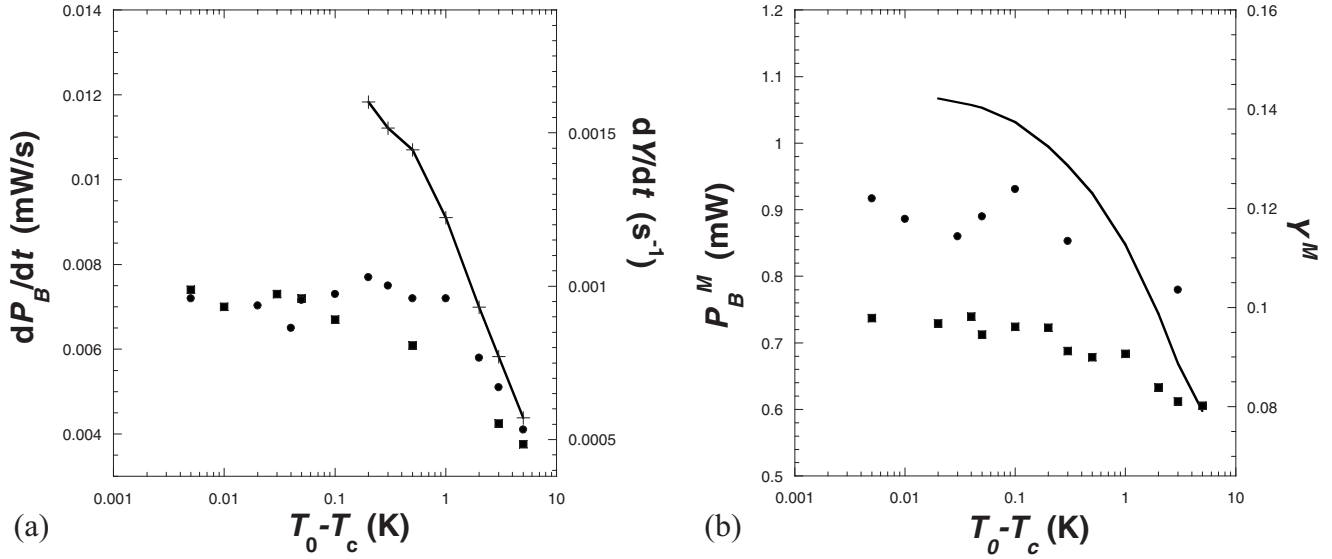 0.014
0.012
0.01
0.008
0.006
0.004
dP_B/dt (mW/s)
0.0015
0.001
0.0005
dY/dt (s^-1)
0.001 0.01 0.1 1 10
(a) T_0-T_c (K)
1.2
1.1
1
0.9
0.8
0.7
0.6
0.5
P_B^M (mW)
0.16
0.14
0.12
0.1
0.08
Y^M
0.001 0.01 0.1 1 10
(b) T_0-T_c (K)